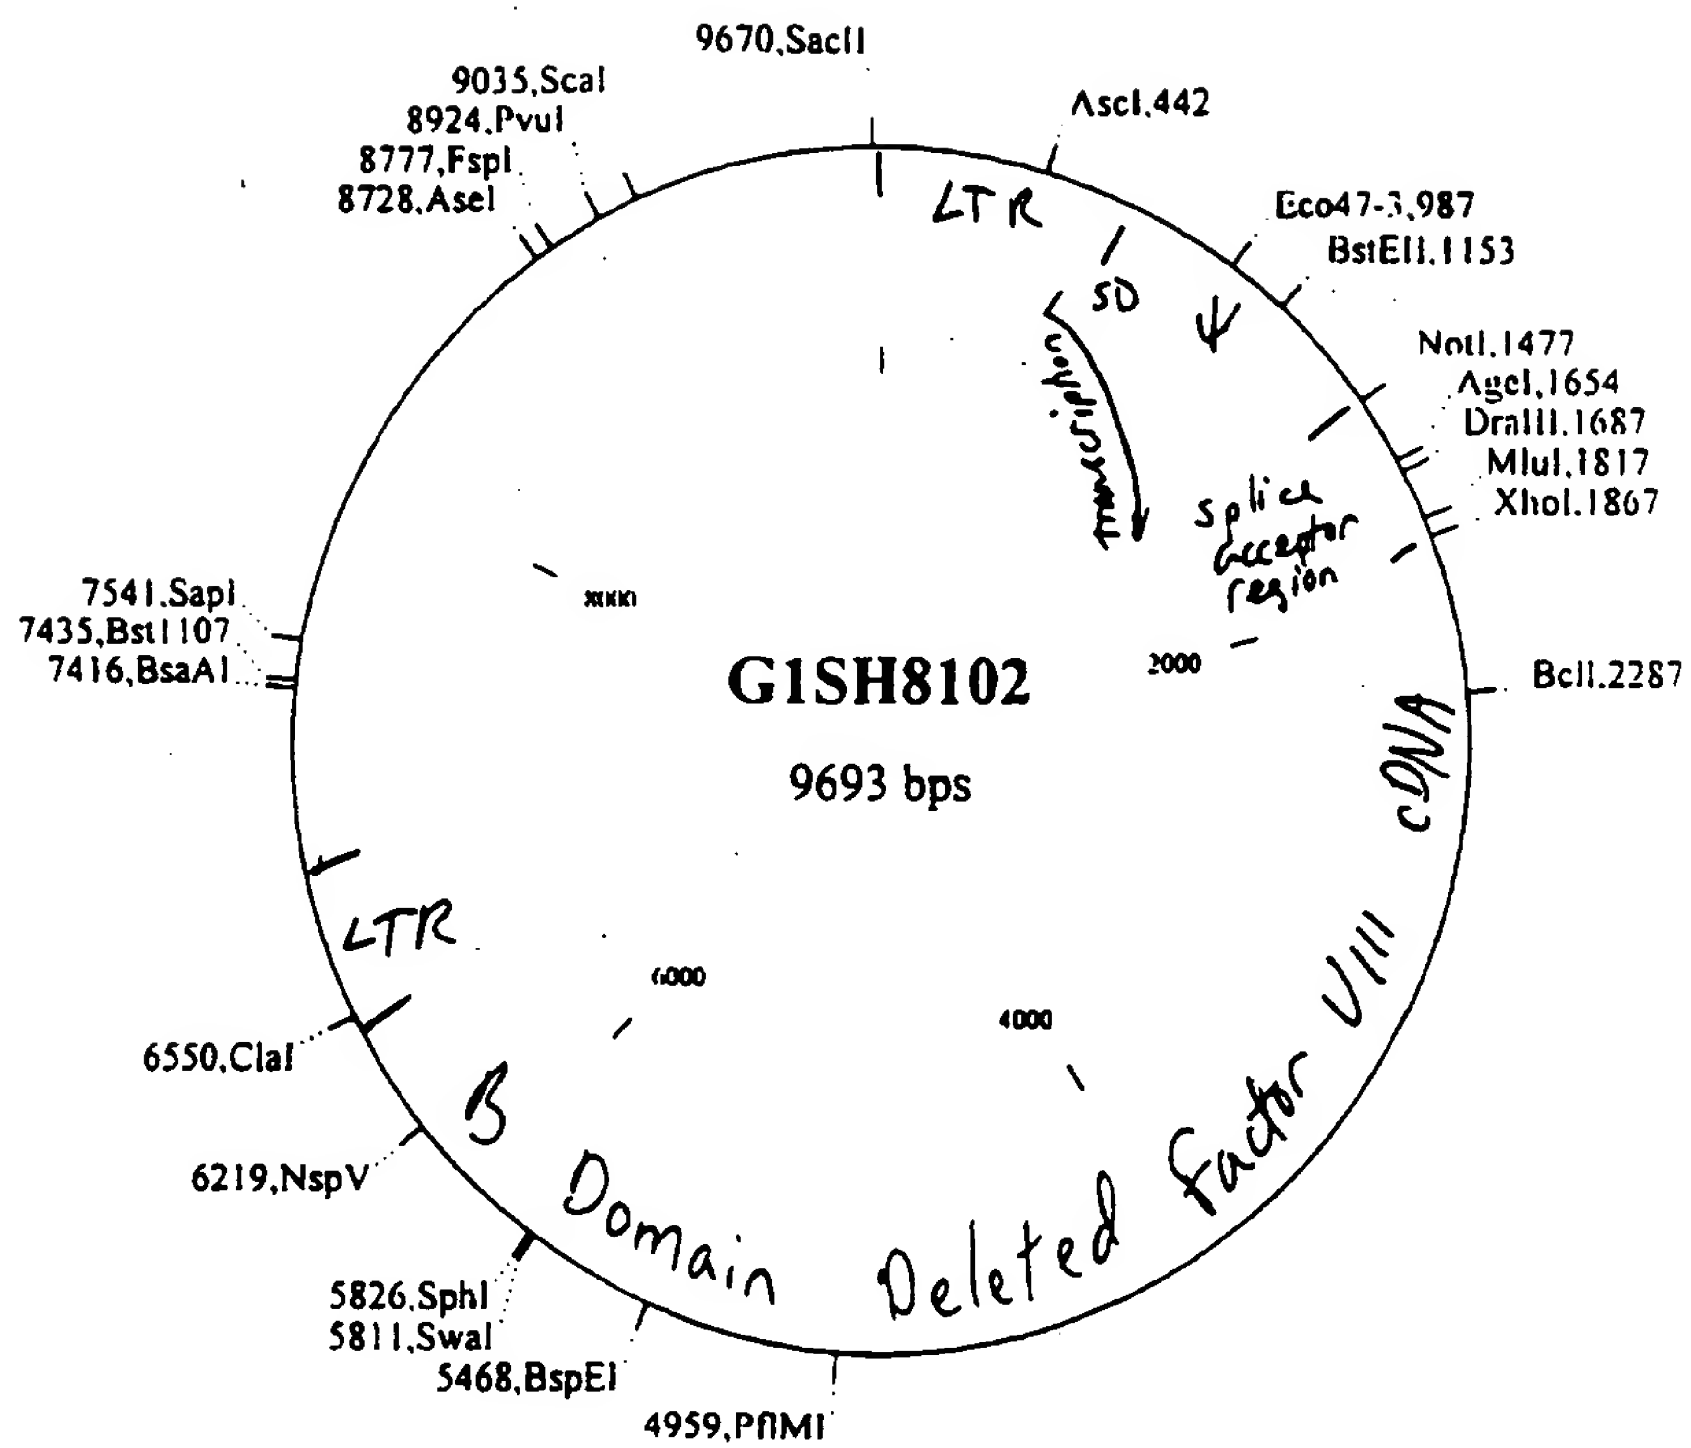 9670,SacII
9035,ScaI
8924,PvuI
8777,FspI
8728,AseI
AscI,442
Eco47-3,987
BstEII,1153
NotI,1477
AgeI,1654
DraIII,1687
MluI,1817
XhoI,1867
LTR
SD
ψ
transcription
splice
acceptor
region
7541,SapI
7435,Bst1107
7416,BsaAI
8000
2000
BclI,2287
G1SH8102
9693 bps
cDNA
LTR
6000
4000
VIII
6550,ClaI
B
Domain
Deleted
Factor
6219,NspV
5826,SphI
5811,SwaI
5468,BspEI
4959,PflMI